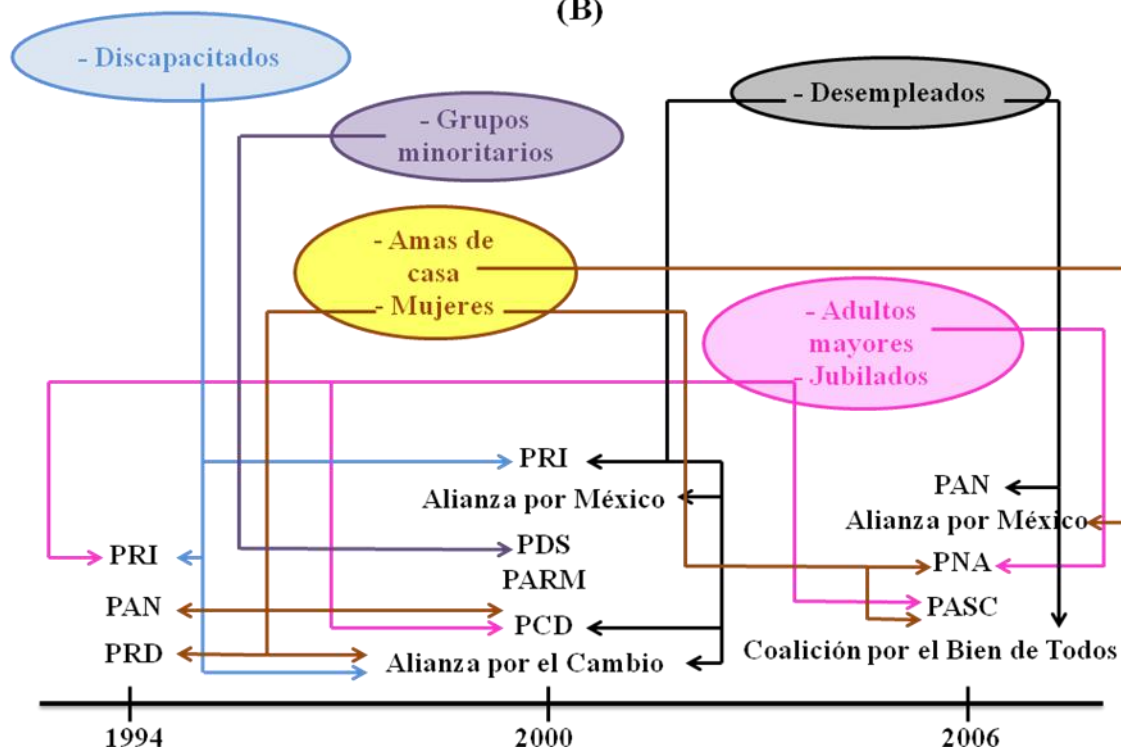 (B)
- Discapacitados
- Desempleados
- Grupos
minoritarios
- Amas de
casa
- Mujeres
- Adultos
mayores
- Jubilados
PRI
PAN
PRD
PRI
Alianza por México
PDS
PARM
PCD
Alianza por el Cambio
PAN
Alianza por México
PNA
PASC
Coalición por el Bien de Todos
1994
2000
2006